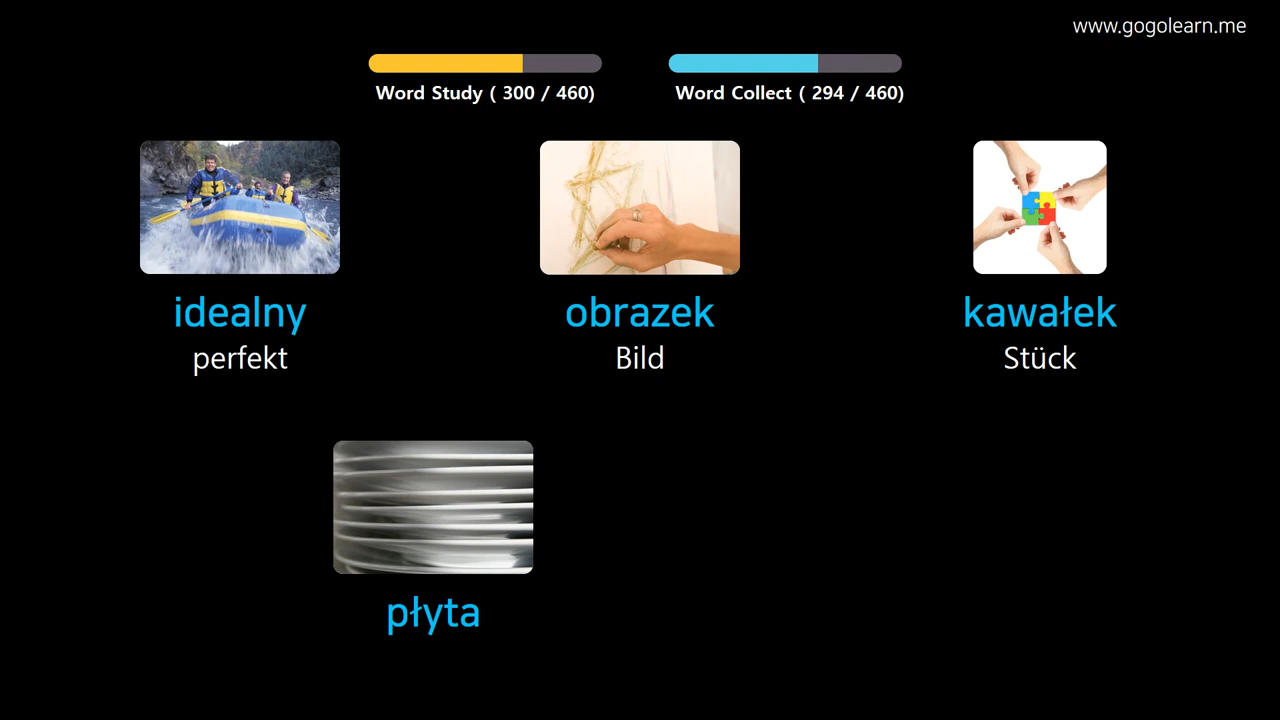 www.gogolearn.me
Word Study ( 300 / 460)
Word Collect ( 294 / 460)
idealny
perfekt
obrazek
Bild
kawałek
Stück
płyta